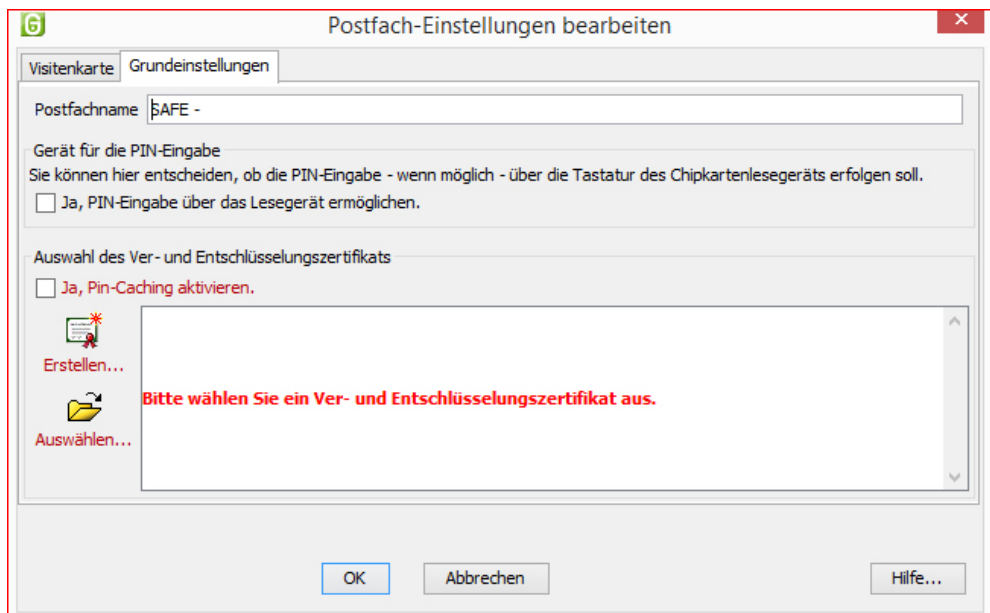 Postfach-Einstellungen bearbeiten
Visitenkarte Grundeinstellungen
Postfachname SAFE -
Gerät für die PIN-Eingabe
Sie können hier entscheiden, ob die PIN-Eingabe - wenn möglich - über die Tastatur des Chipkartenlesegeräts erfolgen soll.
Ja, PIN-Eingabe über das Lesegerät ermöglichen.
Auswahl des Ver- und Entschlüsselungszertifikats
Ja, Pin-Caching aktivieren.
Erstellen...
Bitte wählen Sie ein Ver- und Entschlüsselungszertifikat aus.
Auswählen...
OK Abbrechen Hilfe...